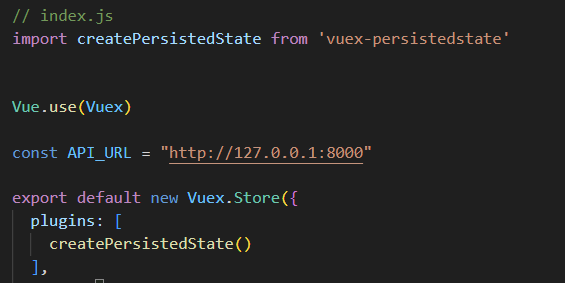 // index.js
import createPersistedState from 'vuex-persistedstate'
Vue.use(Vuex)
const API_URL = "http://127.0.0.1:8000"
export default new Vuex.Store({
plugins: [
createPersistedState()
],